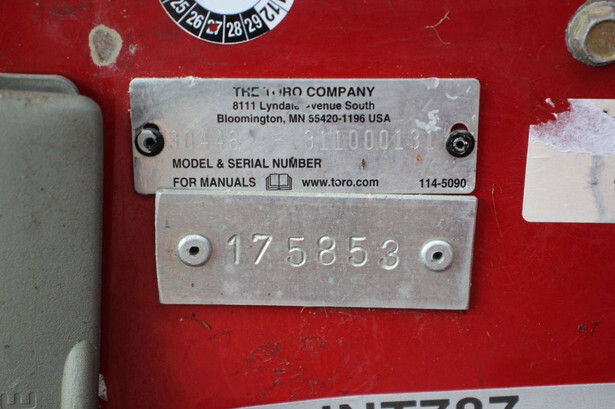 25 26 27 28 29 12
THE TORO COMPANY
8111 Lyndale Avenue South
Bloomington, MN 55420-1196 USA
MODEL & SERIAL NUMBER
FOR MANUALS www.toro.com 114-5090
175853